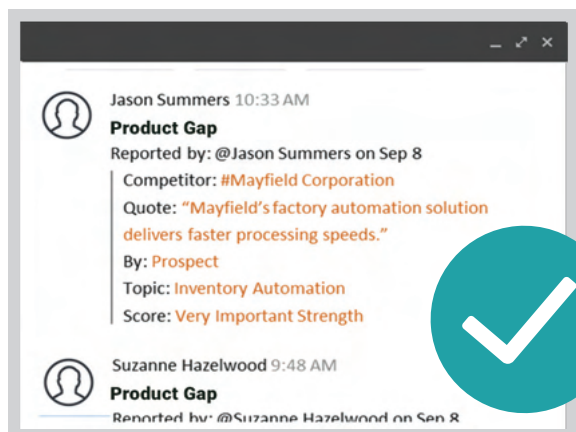 Jason Summers 10:33 AM
Product Gap
Reported by: @Jason Summers on Sep 8
Competitor: #Mayfield Corporation
Quote: “Mayfield’s factory automation solution
delivers faster processing speeds.”
By: Prospect
Topic: Inventory Automation
Score: Very Important Strength
Suzanne Hazelwood 9:48 AM
Product Gap
Reported by: @Suzanne Hazelwood on Sep 8